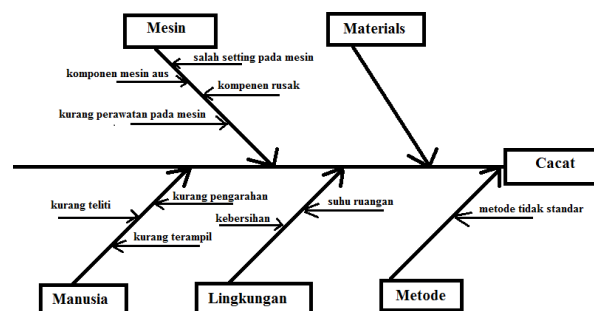 Mesin
Materials
salah setting pada mesin
komponen mesin aus
kompenen rusak
kurang perawatan pada mesin
Cacat
kurang pengarahan
kurang teliti
suhu ruangan
metode tidak standar
kebersihan
kurang terampil
Manusia
Lingkungan
Metode